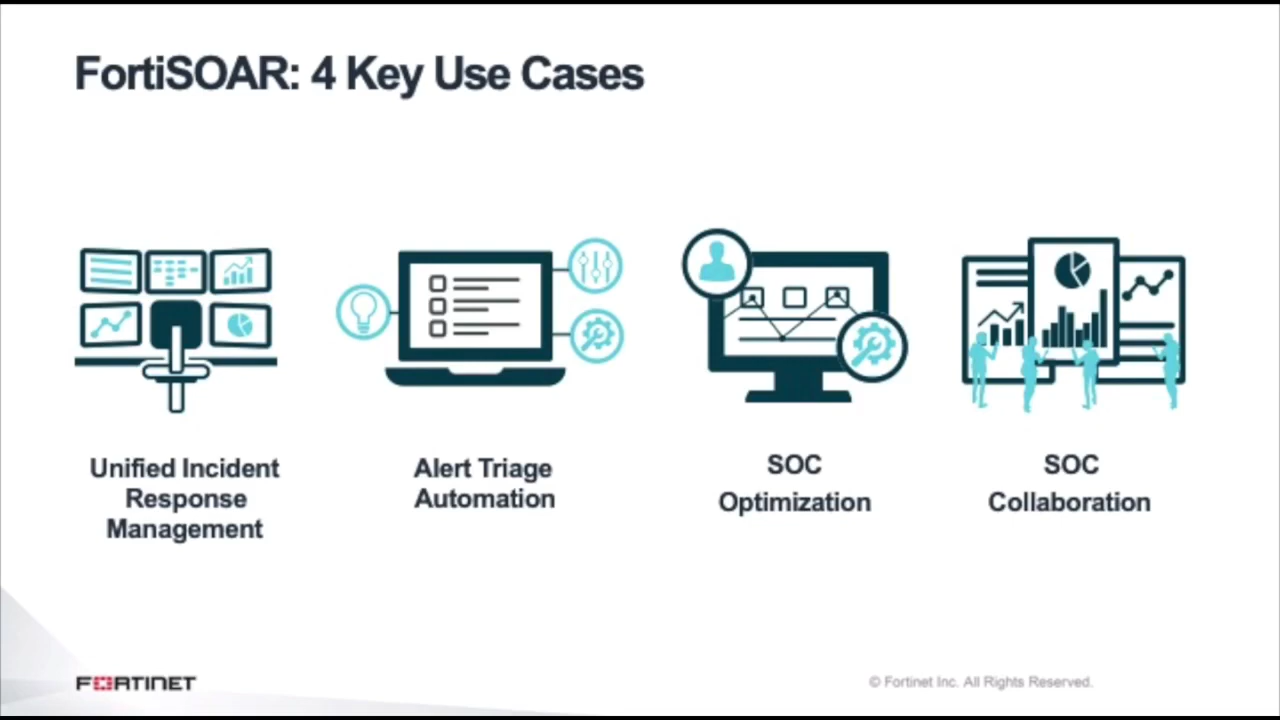 FortiSOAR: 4 Key Use Cases
Unified Incident
Response
Management
Alert Triage
Automation
SOC
Optimization
SOC
Collaboration
FORTINET
© Fortinet Inc. All Rights Reserved.